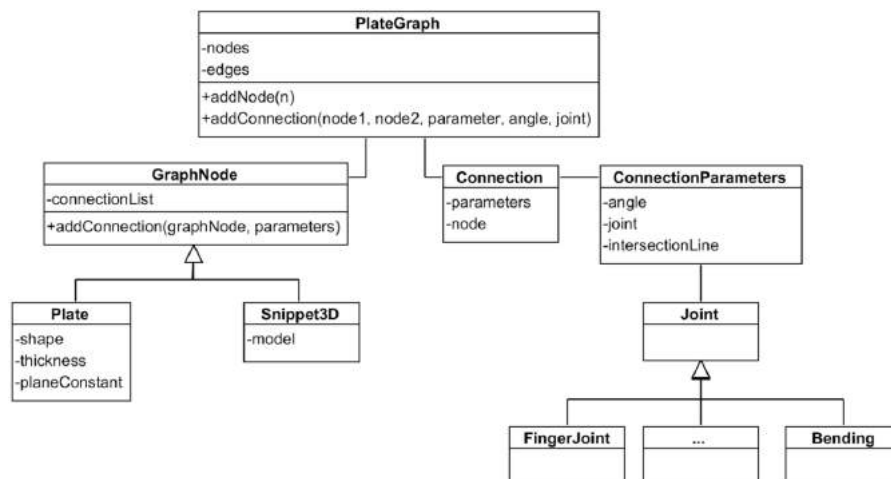 PlateGraph
-nodes
-edges
+addNode(n)
+addConnection(node1, node2, parameter, angle, joint)
GraphNode
-connectionList
+addConnection(graphNode, parameters)
Connection
-parameters
-node
ConnectionParameters
-angle
-joint
-intersectionLine
Plate
-shape
-thickness
-planeConstant
Snippet3D
-model
Joint
FingerJoint
...
Bending